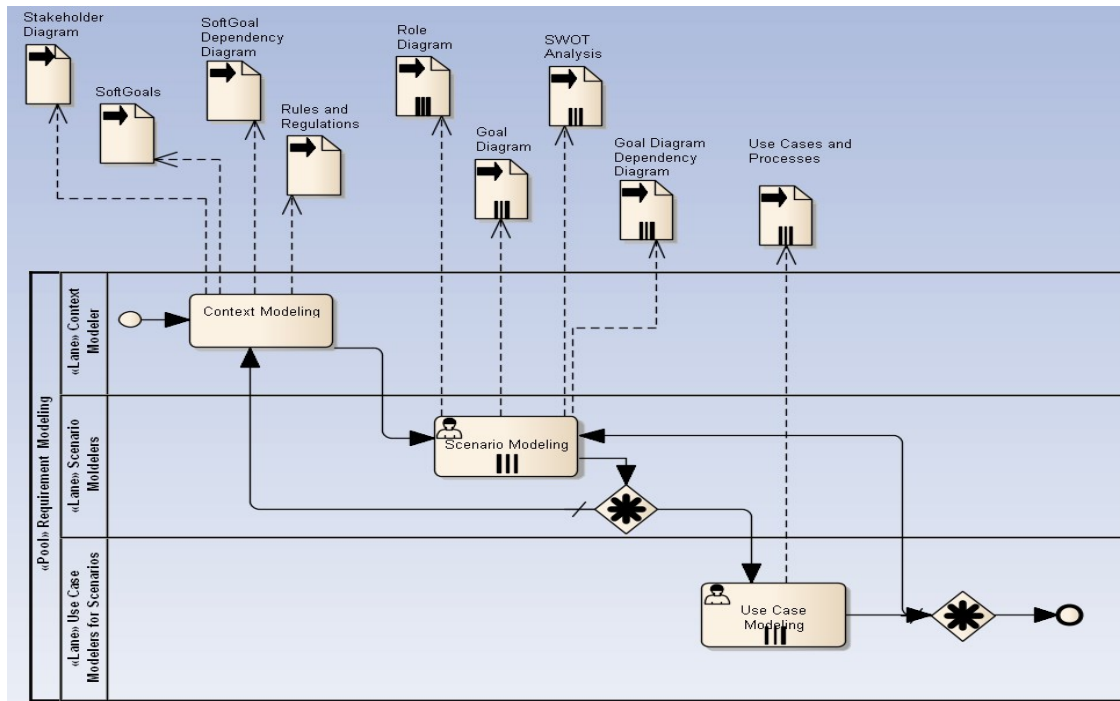 Stakeholder
Diagram
SoftGoals
SoftGoal
Dependency
Diagram
Rules and
Regulations
Role
Diagram
Goal
Diagram
SWOT
Analysis
Goal Diagram
Dependency
Diagram
Use Cases and
Processes
«Pool» Requirement Modeling
«Lane» Context
Modeler
Context Modeling
«Lane» Scenario
Moldelers
Scenario Modeling
«Lane» Use Case
Modelers for Scenarios
Use Case
Modeling